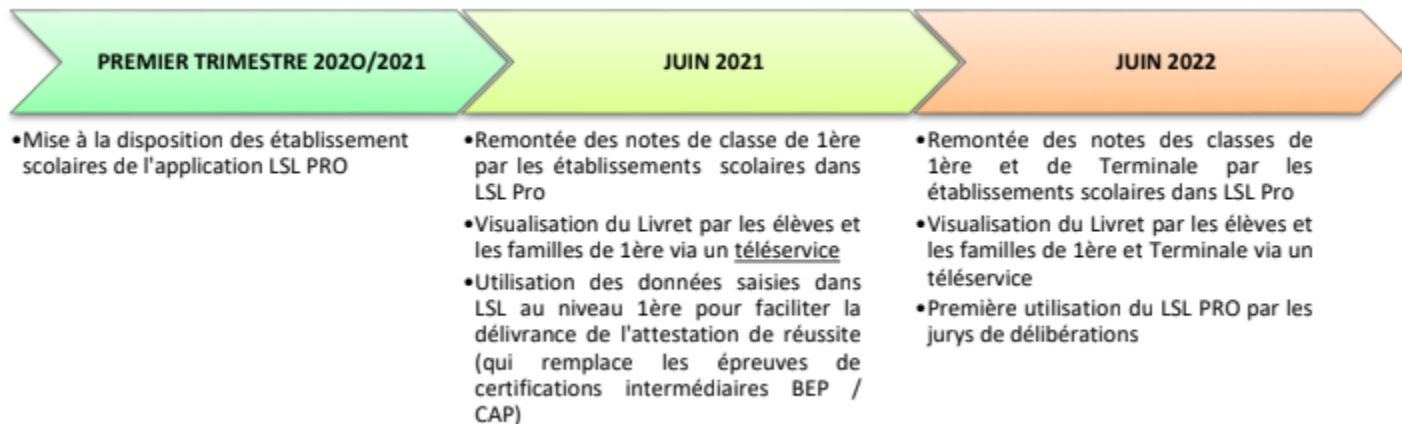 PREMIER TRIMESTRE 202O/2021
•Mise à la disposition des établissement
scolaires de l'application LSL PRO
JUIN 2021
•Remontée des notes de classe de 1ère
par les établissements scolaires dans
LSL Pro
•Visualisation du Livret par les élèves et
les familles de 1ère via un téléservice
•Utilisation des données saisies dans
LSL au niveau 1ère pour faciliter la
délivrance de l'attestation de réussite
(qui remplace les épreuves de
certifications intermédiaires BEP /
CAP)
JUIN 2022
•Remontée des notes des classes de
1ère et de Terminale par les
établissements scolaires dans LSL Pro
•Visualisation du Livret par les élèves et
les familles de 1ère et Terminale via un
téléservice
•Première utilisation du LSL PRO par les
jurys de délibérations